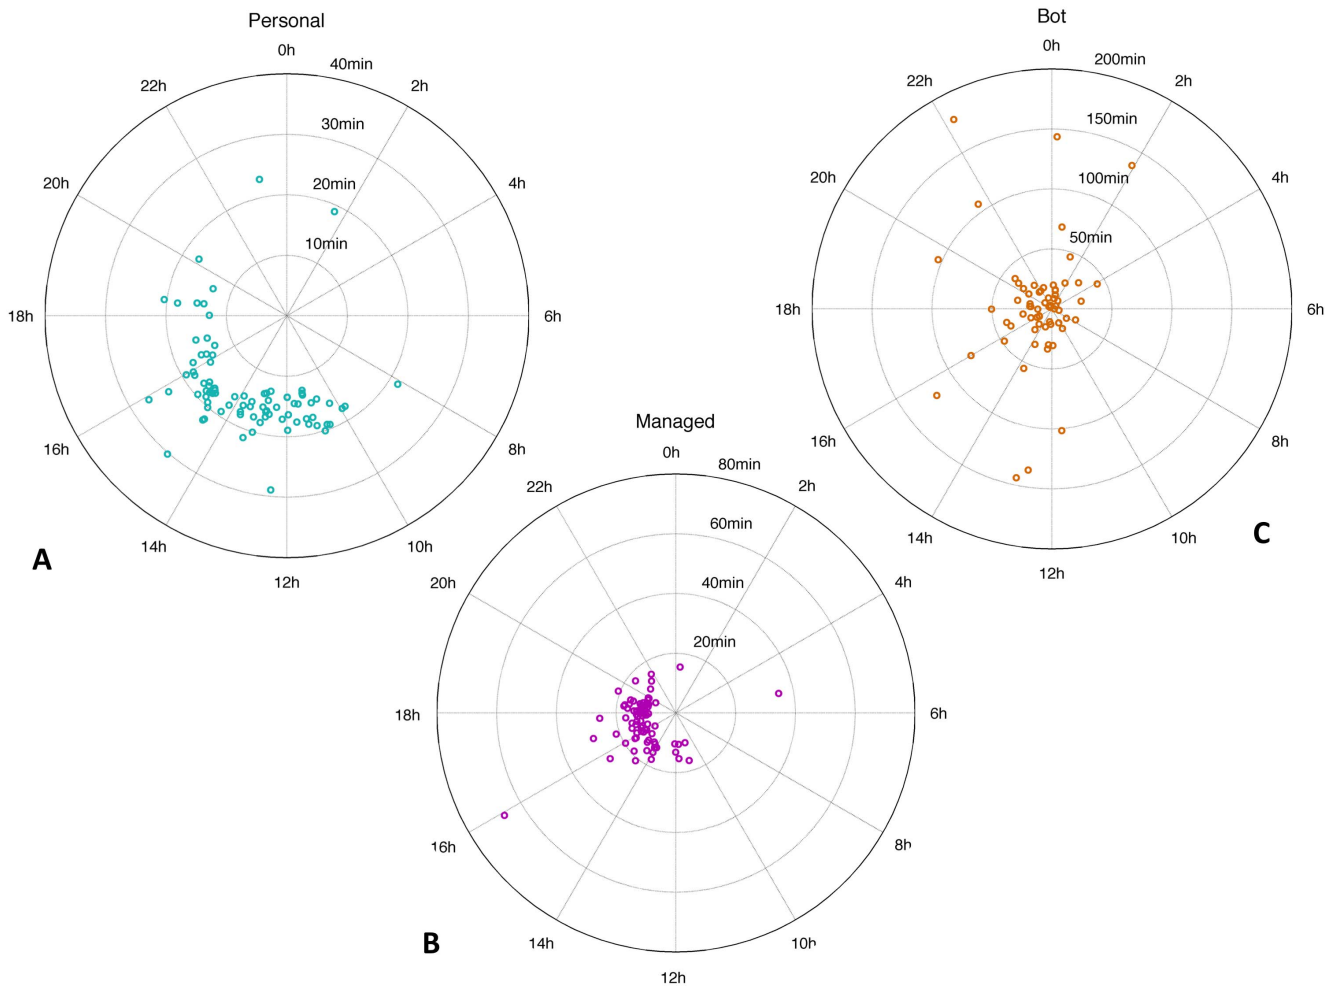 Personal
0h
40min
22h
2h
30min
20h
20min
4h
10min
18h
6h
16h
8h
14h
10h
12h
A
Bot
0h
200min
22h
2h
150min
20h
100min
4h
50min
18h
6h
16h
8h
14h
10h
12h
C
Managed
0h
80min
22h
2h
60min
20h
40min
4h
20min
18h
6h
16h
8h
14h
10h
12h
B